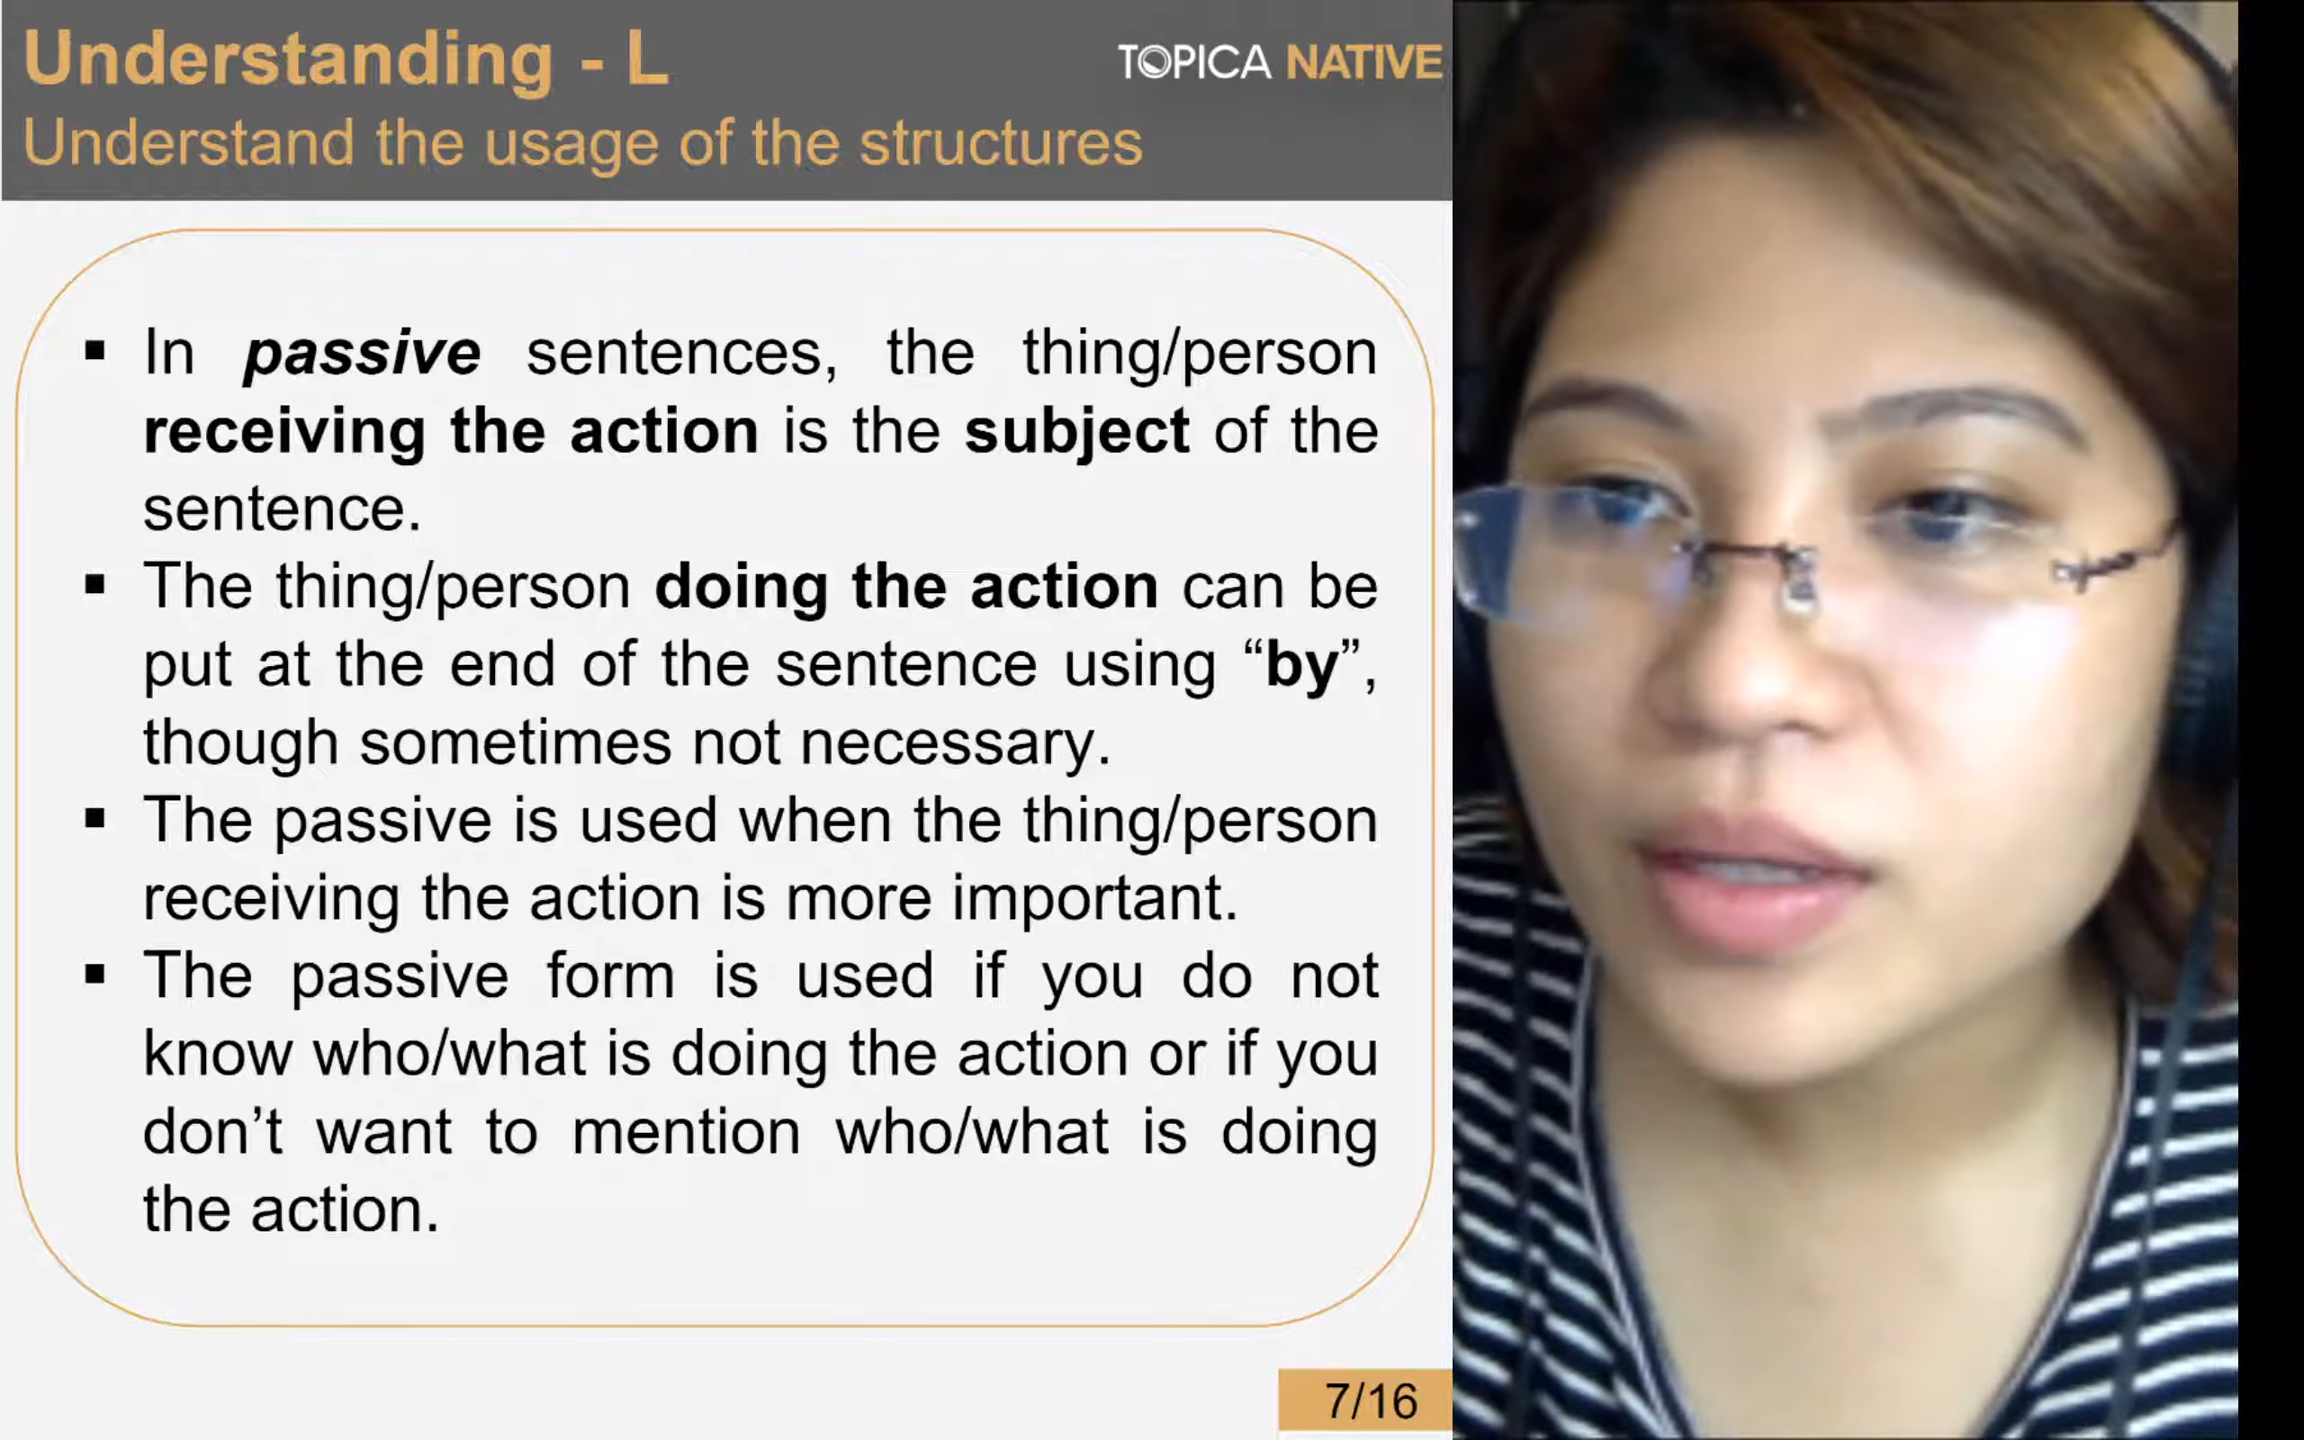 Understanding - L
TOPICA NATIVE
Understand the usage of the structures
▪ In passive sentences, the thing/person
receiving the action is the subject of the
sentence.
▪ The thing/person doing the action can be
put at the end of the sentence using “by”,
though sometimes not necessary.
▪ The passive is used when the thing/person
receiving the action is more important.
▪ The passive form is used if you do not
know who/what is doing the action or if you
don’t want to mention who/what is doing
the action.
7/16